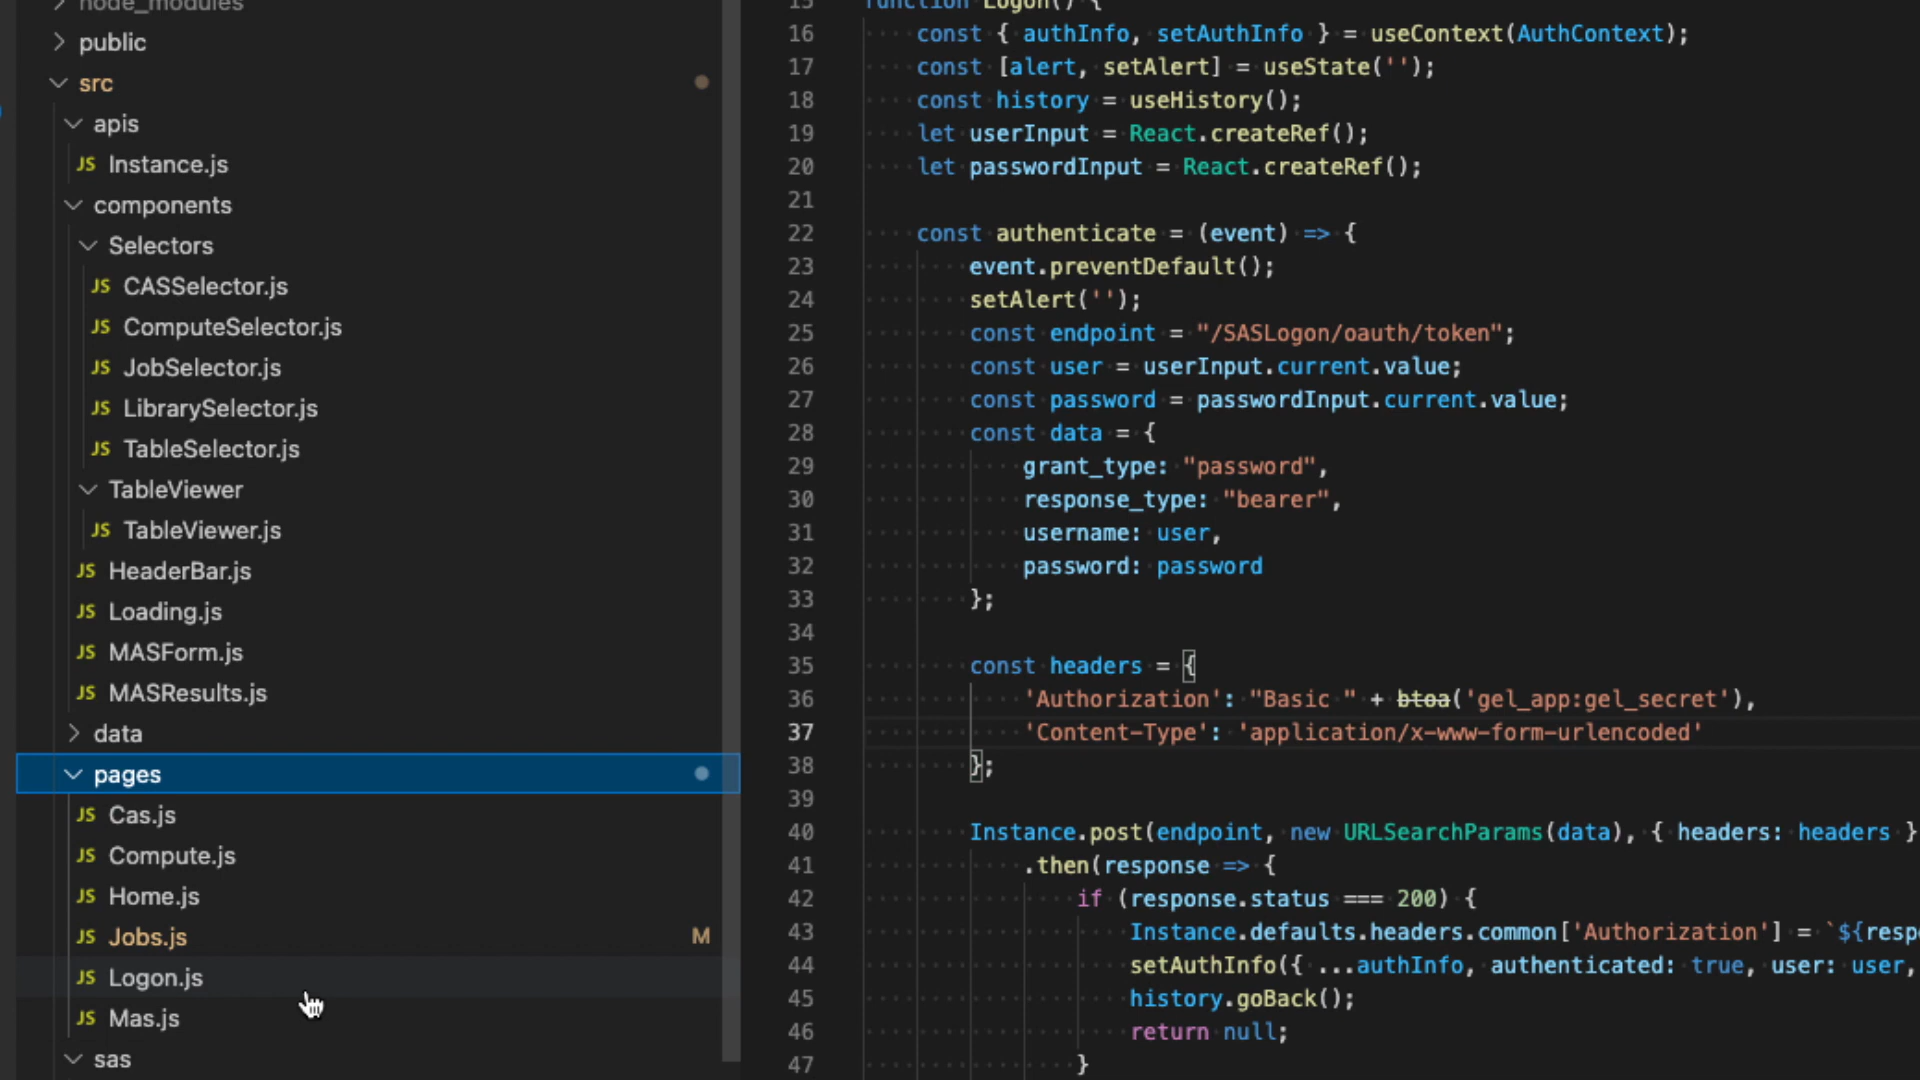 node_modules
public
src
apis
JS Instance.js
components
Selectors
JS CASSelector.js
JS ComputeSelector.js
JS JobSelector.js
JS LibrarySelector.js
JS TableSelector.js
TableViewer
JS TableViewer.js
JS HeaderBar.js
JS Loading.js
JS MASForm.js
JS MASResults.js
data
pages
JS Cas.js
JS Compute.js
JS Home.js
JS Jobs.js M
JS Logon.js
JS Mas.js
sas
15 function Logon() {
16 const { authInfo, setAuthInfo } = useContext(AuthContext);
17 const [alert, setAlert] = useState('');
18 const history = useHistory();
19 let userInput = React.createRef();
20 let passwordInput = React.createRef();
21
22 const authenticate = (event) => {
23 event.preventDefault();
24 setAlert('');
25 const endpoint = "/SASLogon/oauth/token";
26 const user = userInput.current.value;
27 const password = passwordInput.current.value;
28 const data = {
29 grant_type: "password",
30 response_type: "bearer",
31 username: user,
32 password: password
33 };
34
35 const headers = {
36 'Authorization': "Basic " + btoa('gel_app:gel_secret'),
37 'Content-Type': 'application/x-www-form-urlencoded'
38 };
39
40 Instance.post(endpoint, new URLSearchParams(data), { headers: headers }
41 .then(response => {
42 if (response.status === 200) {
43 Instance.defaults.headers.common['Authorization'] = `${resp
44 setAuthInfo({ ...authInfo, authenticated: true, user: user,
45 history.goBack();
46 return null;
47 }